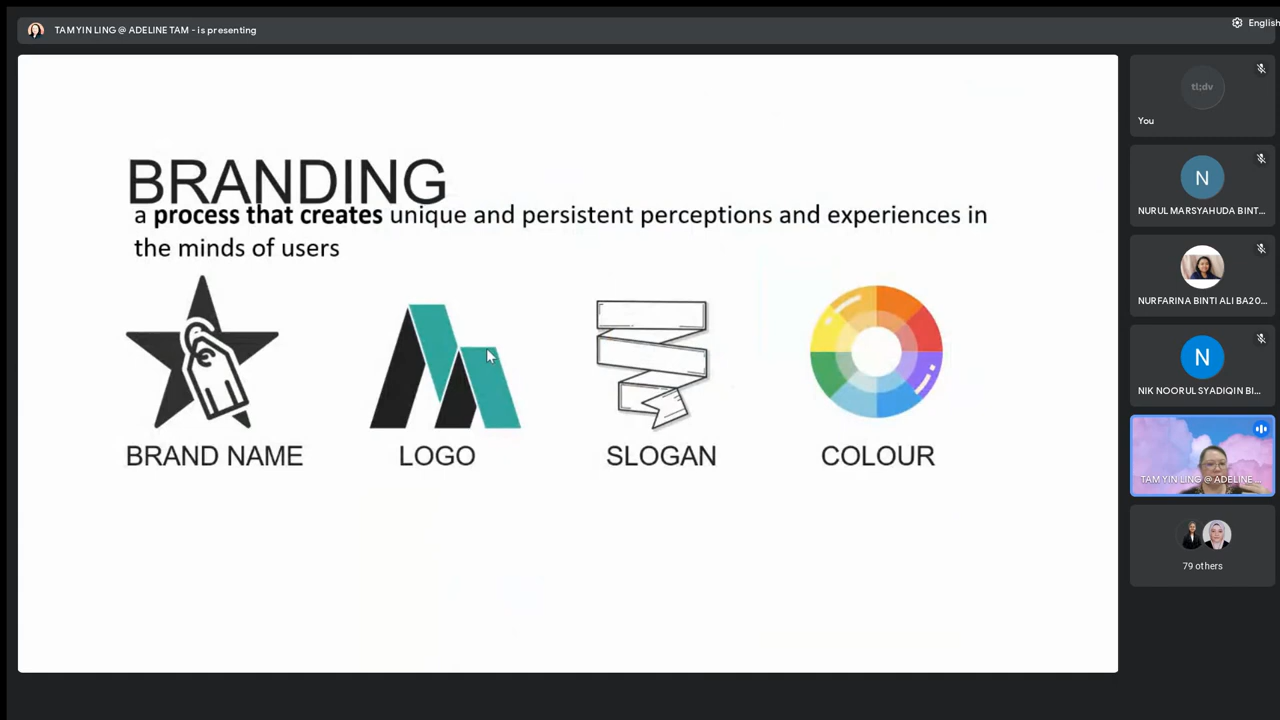 TAM YIN LING @ ADELINE TAM - is presenting
English
BRANDING
a process that creates unique and persistent perceptions and experiences in
the minds of users
BRAND NAME
LOGO
SLOGAN
COLOUR
tl;dv
You
N
NURUL MARSYAHUDA BINT...
NURFARINA BINTI ALI BA20...
N
NIK NOORUL SYADIQIN BI...
TAM YIN LING @ ADELINE ...
79 others